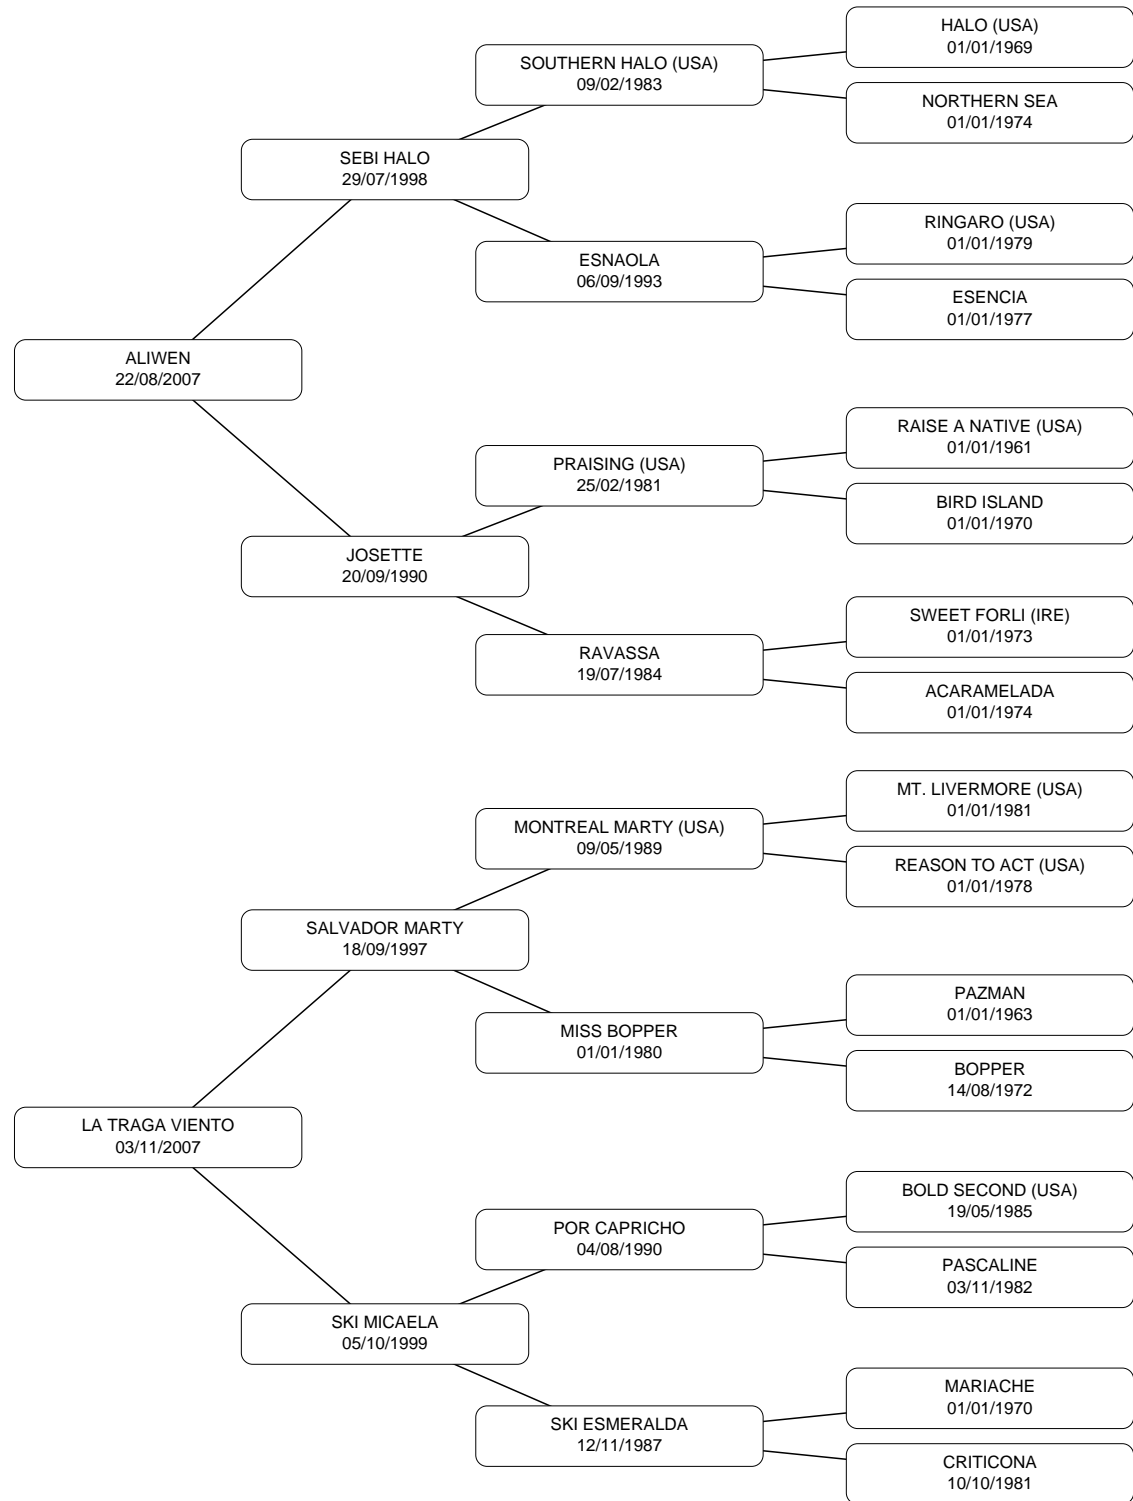 HALO (USA)
01/01/1969
SOUTHERN HALO (USA)
09/02/1983
NORTHERN SEA
01/01/1974
SEBI HALO
29/07/1998
RINGARO (USA)
01/01/1979
ESNAOLA
06/09/1993
ESENCIA
01/01/1977
ALIWEN
22/08/2007
RAISE A NATIVE (USA)
01/01/1961
PRAISING (USA)
25/02/1981
BIRD ISLAND
01/01/1970
JOSETTE
20/09/1990
SWEET FORLI (IRE)
01/01/1973
RAVASSA
19/07/1984
ACARAMELADA
01/01/1974
MT. LIVERMORE (USA)
01/01/1981
MONTREAL MARTY (USA)
09/05/1989
REASON TO ACT (USA)
01/01/1978
SALVADOR MARTY
18/09/1997
PAZMAN
01/01/1963
MISS BOPPER
01/01/1980
BOPPER
14/08/1972
LA TRAGA VIENTO
03/11/2007
BOLD SECOND (USA)
19/05/1985
POR CAPRICHO
04/08/1990
PASCALINE
03/11/1982
SKI MICAELA
05/10/1999
MARIACHE
01/01/1970
SKI ESMERALDA
12/11/1987
CRITICONA
10/10/1981